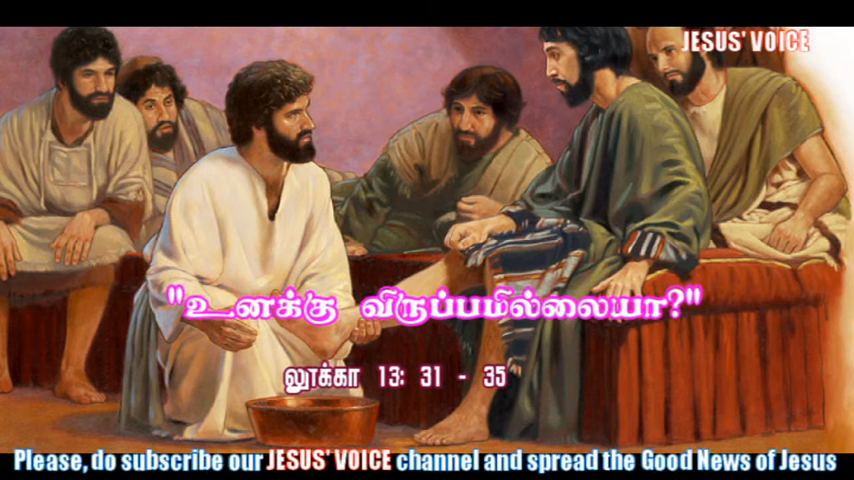 JESUS' VOICE
"உனக்கு விருப்பமில்லையா?"
லூக்கா 13: 31 - 35
Please, do subscribe our JESUS' VOICE channel and spread the Good News of Jesus